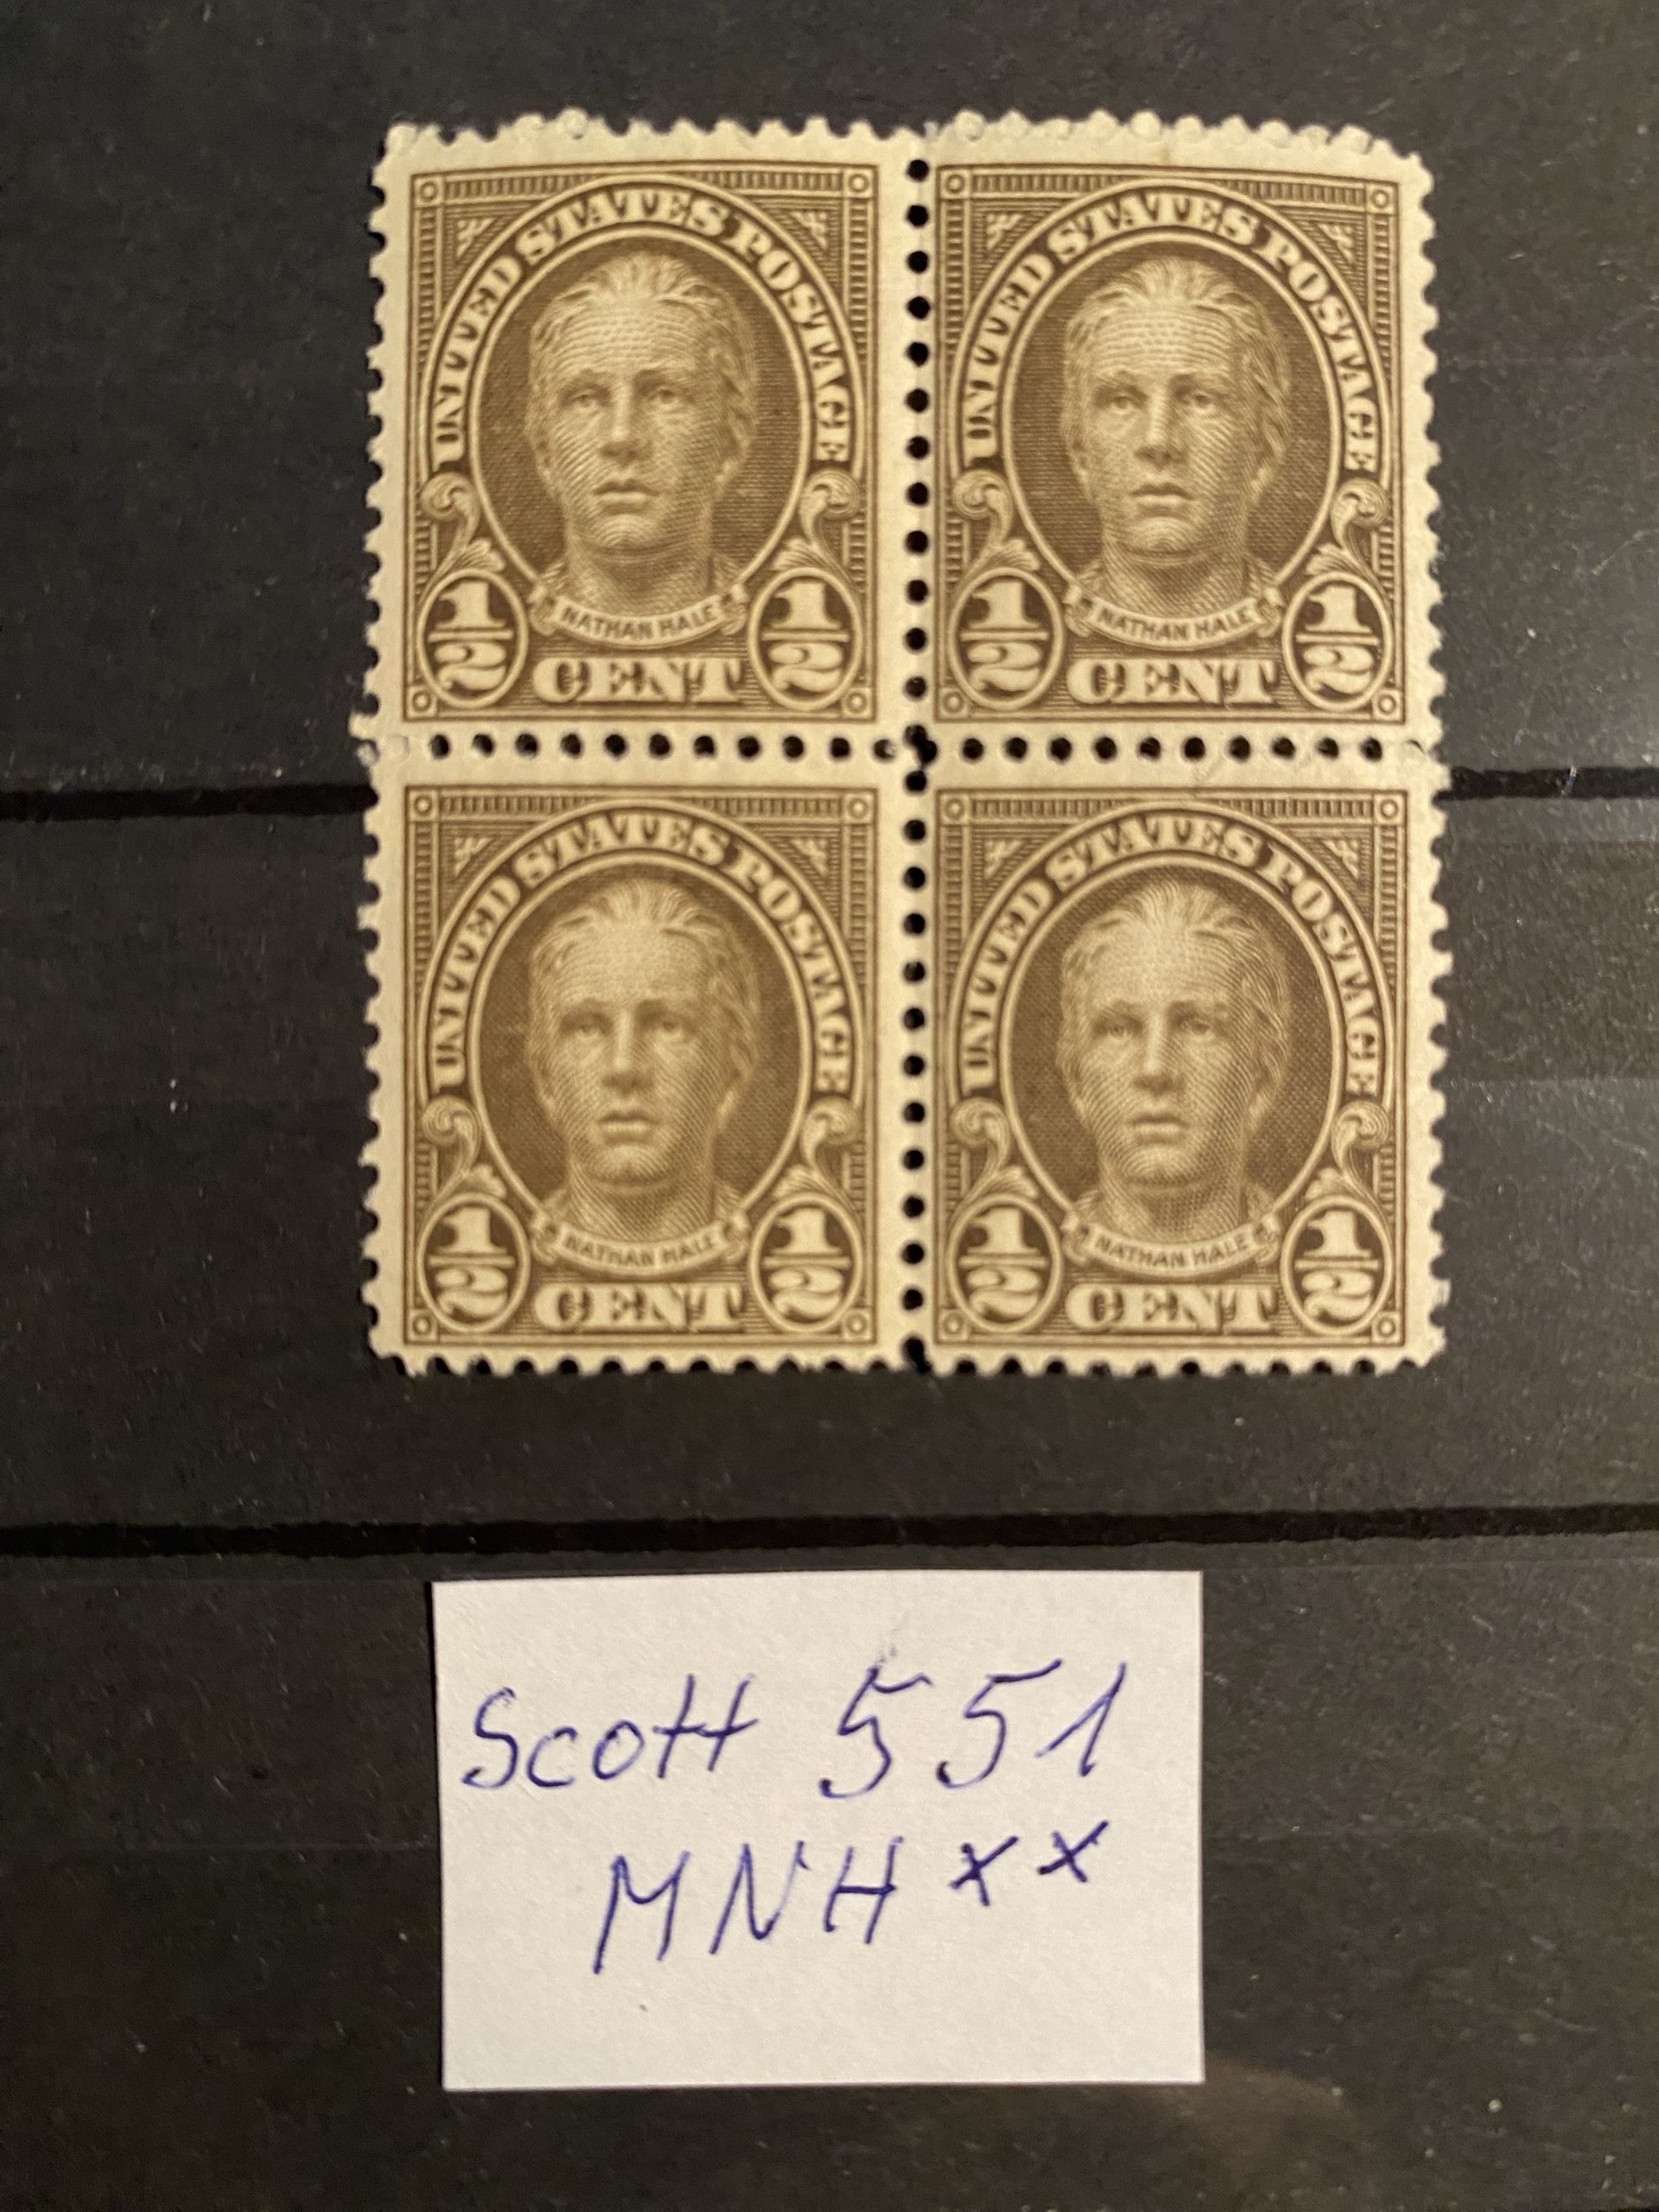 UNITED STATES POSTAGE
NATHAN HALE
1/2 CENT 1/2
UNITED STATES POSTAGE
NATHAN HALE
1/2 CENT 1/2
UNITED STATES POSTAGE
NATHAN HALE
1/2 CENT 1/2
UNITED STATES POSTAGE
NATHAN HALE
1/2 CENT 1/2
Scott 551
MNH xx